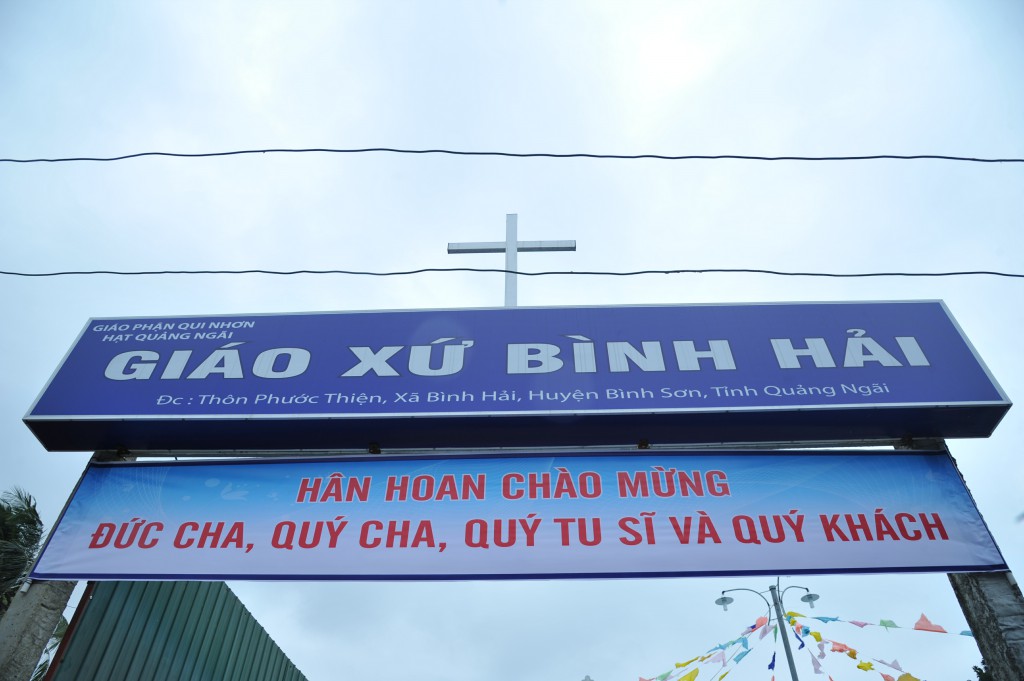 GIÁO PHẬN QUI NHƠN
HẠT QUẢNG NGÃI
GIÁO XỨ BÌNH HẢI
Đc : Thôn Phước Thiện, Xã Bình Hải, Huyện Bình Sơn, Tỉnh Quảng Ngãi
HÂN HOAN CHÀO MỪNG
ĐỨC CHA, QUÝ CHA, QUÝ TU SĨ VÀ QUÝ KHÁCH